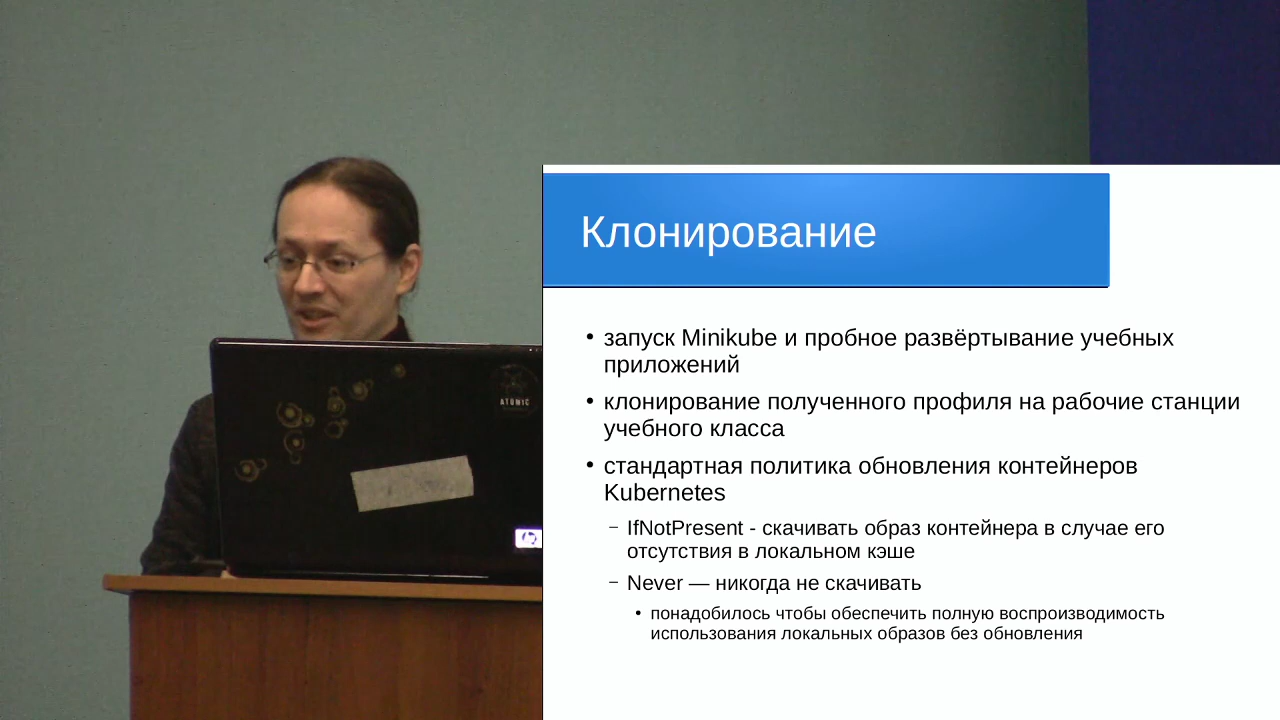 Клонирование
• запуск Minikube и пробное развёртывание учебных
приложений
• клонирование полученного профиля на рабочие станции
учебного класса
• стандартная политика обновления контейнеров
Kubernetes
– IfNotPresent - скачивать образ контейнера в случае его
отсутствия в локальном кэше
– Never — никогда не скачивать
• понадобилось чтобы обеспечить полную воспроизводимость
использования локальных образов без обновления
ATOMIC